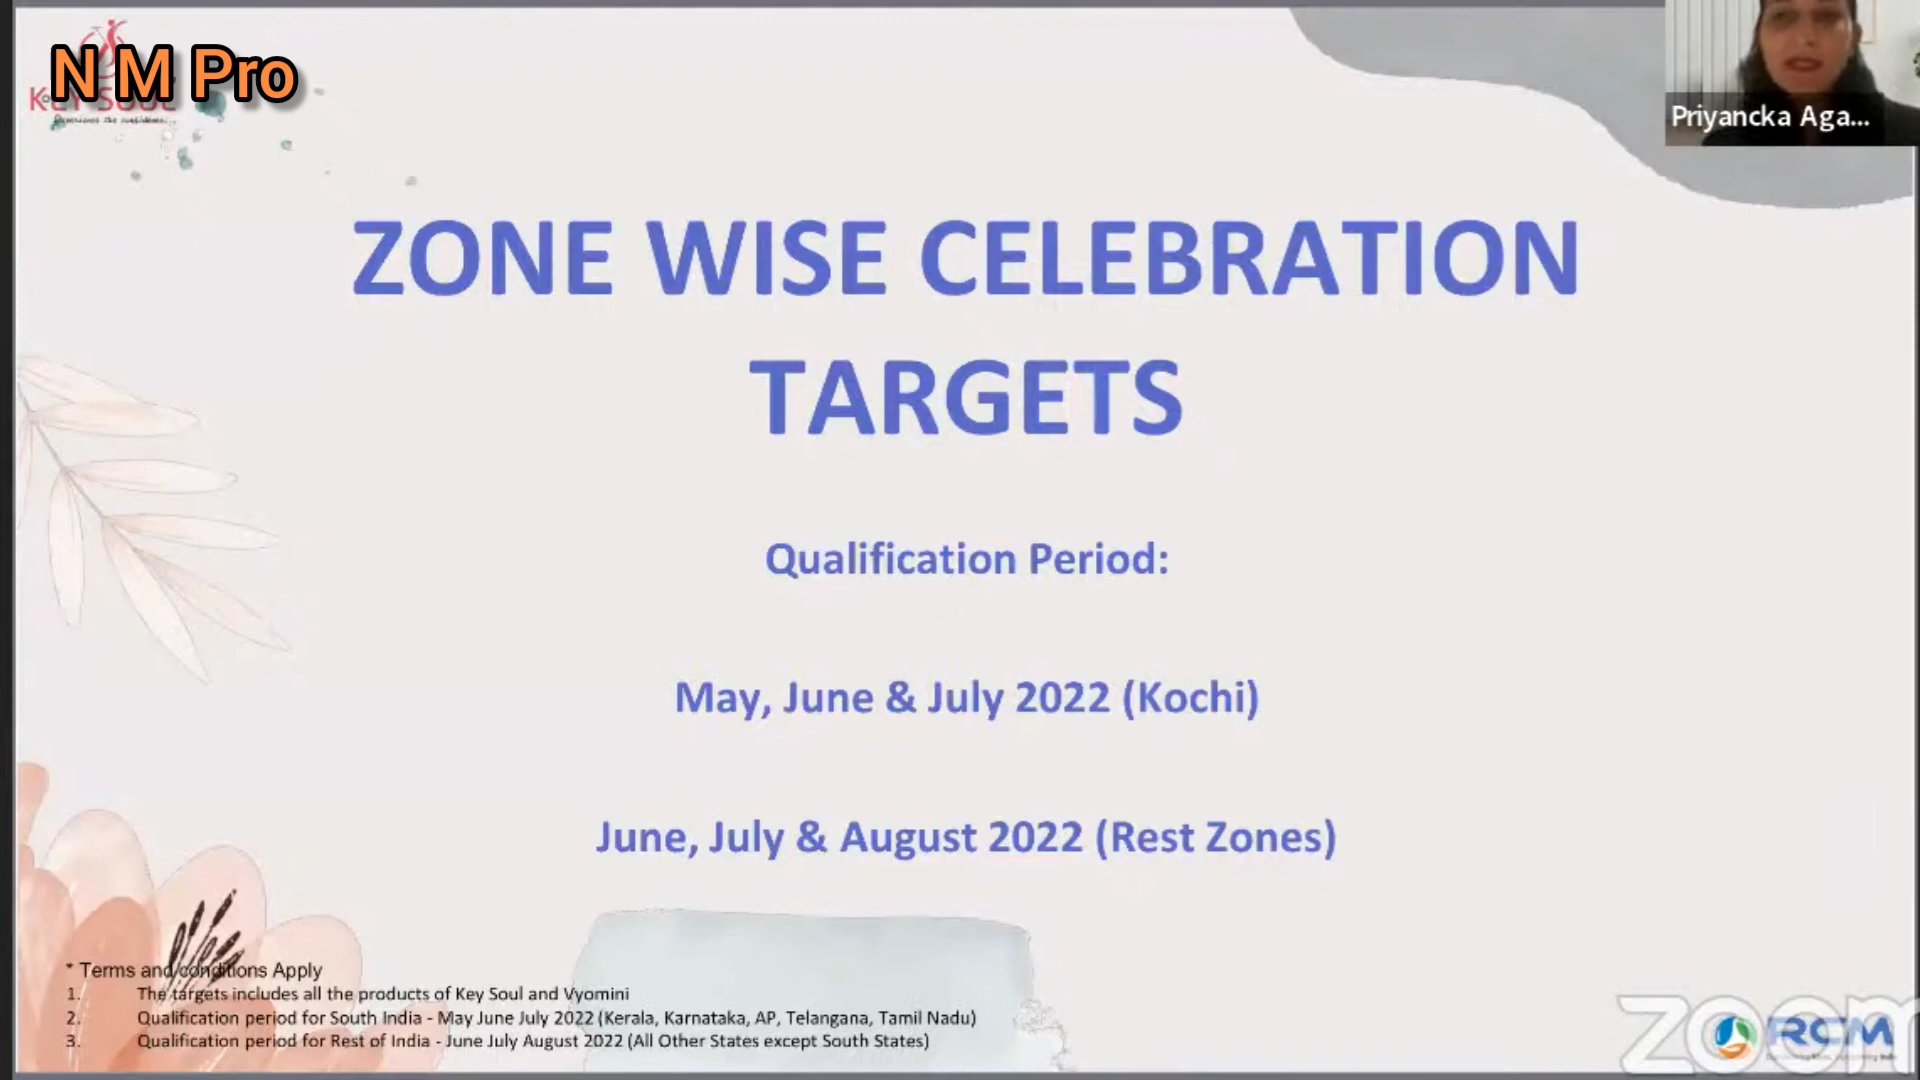 N M Pro
KEY SOUL
Priyancka Aga...
ZONE WISE CELEBRATION
TARGETS
Qualification Period:
May, June & July 2022 (Kochi)
June, July & August 2022 (Rest Zones)
* Terms and conditions Apply
1. The targets includes all the products of Key Soul and Vyomini
2. Qualification period for South India - May June July 2022 (Kerala, Karnataka, AP, Telangana, Tamil Nadu)
3. Qualification period for Rest of India - June July August 2022 (All Other States except South States)
zoom
RCM